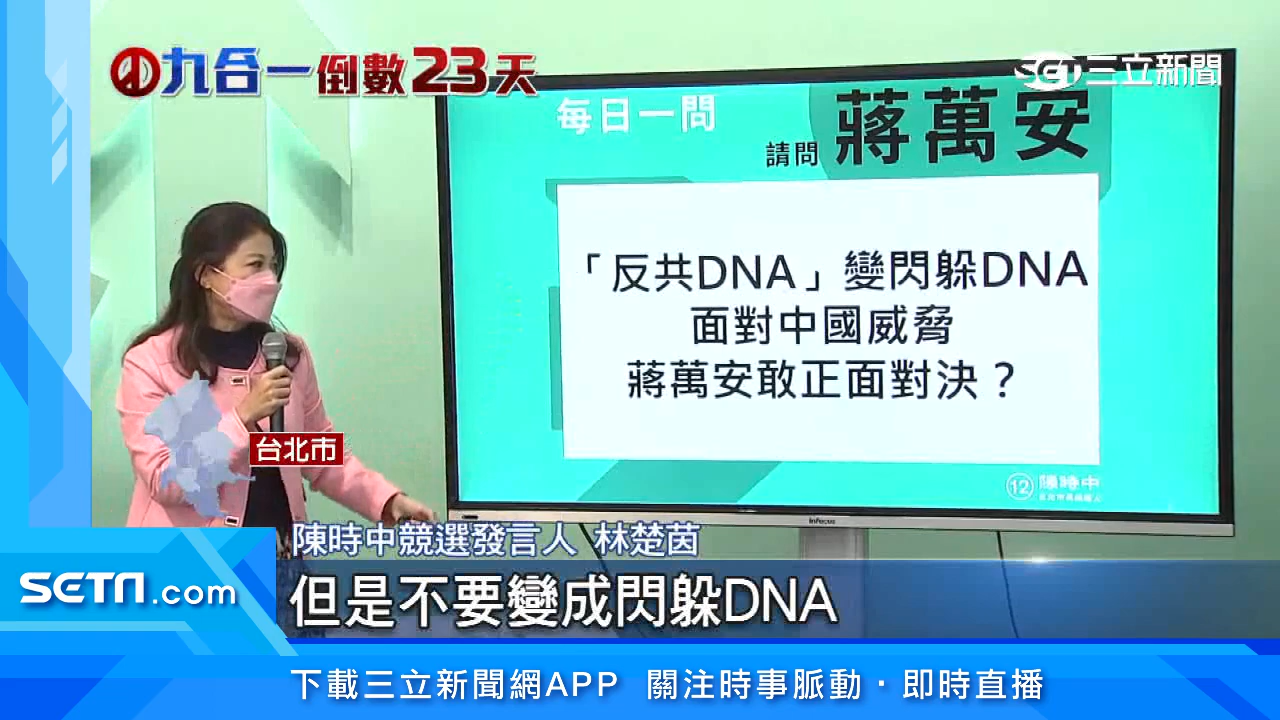 九合一倒數23天
SET三立新聞
每日一問
請問 蔣萬安
「反共DNA」變閃躲DNA
面對中國威脅
蔣萬安敢正面對決？
12 陳時中
InFocus
台北市
陳時中競選發言人 林楚茵
SETN.com
但是不要變成閃躲DNA
下載三立新聞網APP 關注時事脈動・即時直播